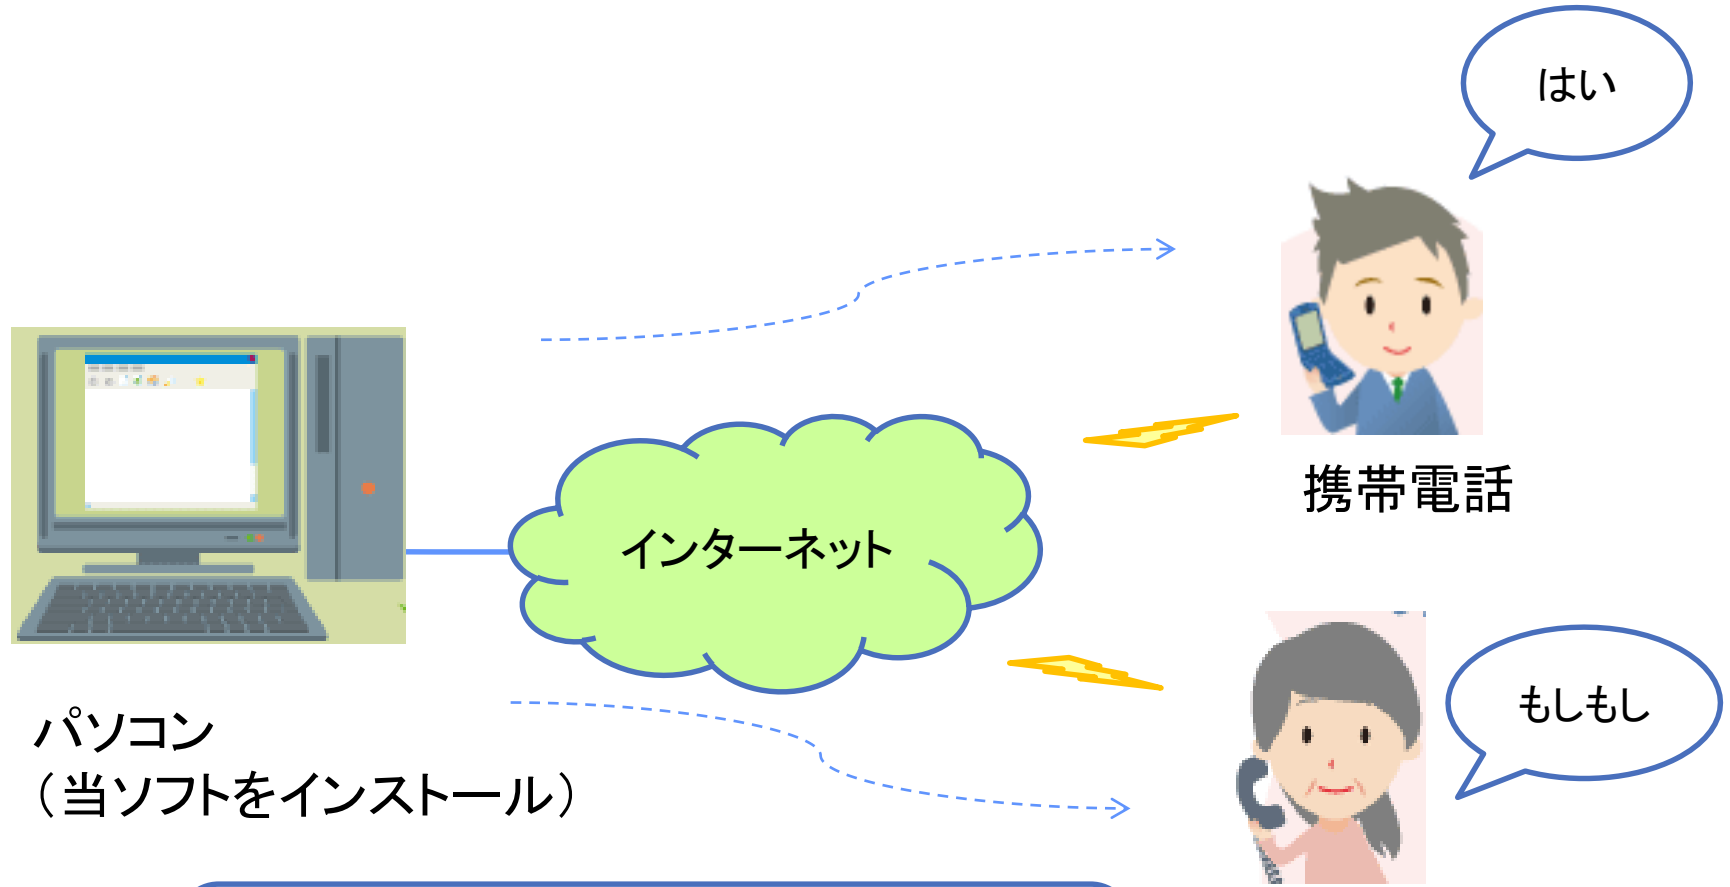 はい
携帯電話
インターネット
もしもし
パソコン
（当ソフトをインストール）